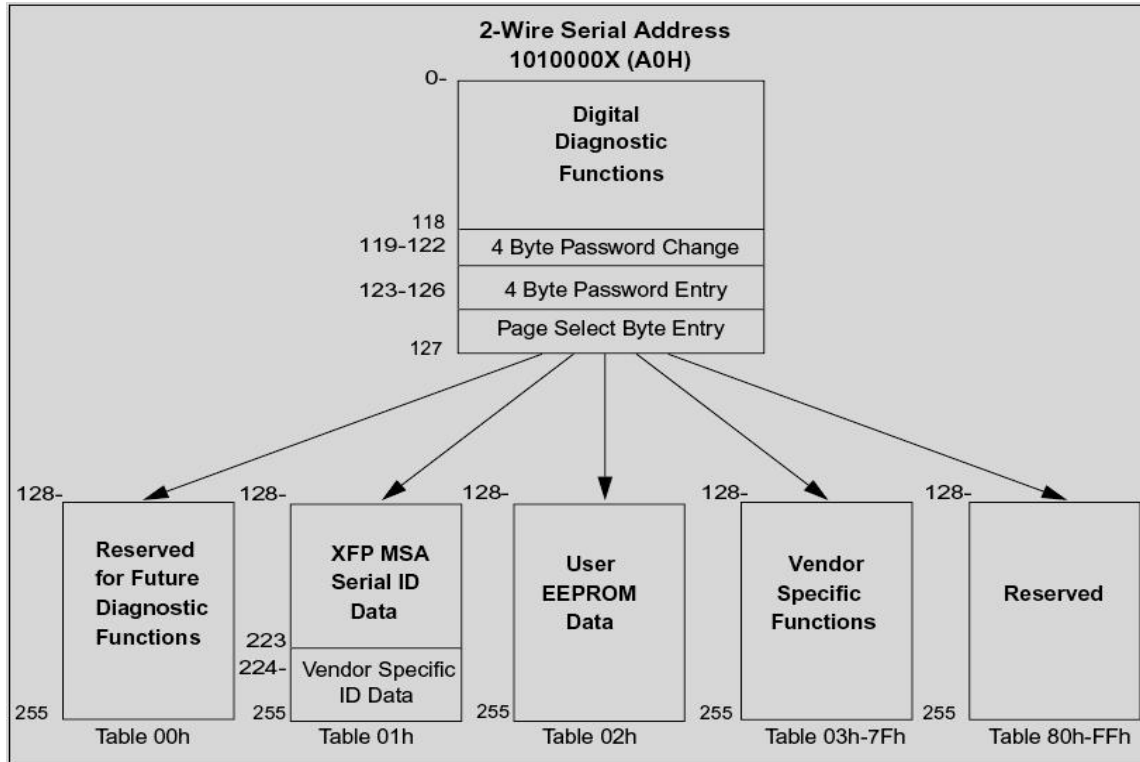 2-Wire Serial Address
1010000X (A0H)
0-
Digital
Diagnostic
Functions
118
119-122
4 Byte Password Change
123-126
4 Byte Password Entry
Page Select Byte Entry
127
128-
Reserved
for Future
Diagnostic
Functions
255
Table 00h
128-
XFP MSA
Serial ID
Data
223
224-
Vendor Specific
ID Data
255
Table 01h
128-
User
EEPROM
Data
255
Table 02h
128-
Vendor
Specific
Functions
255
Table 03h-7Fh
128-
Reserved
255
Table 80h-FFh